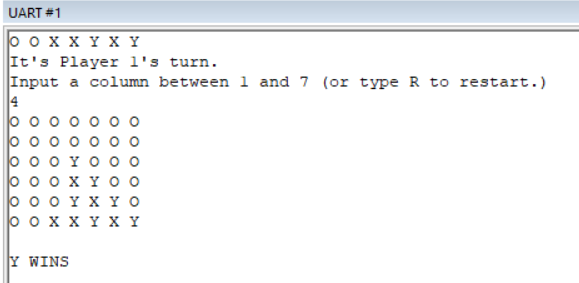 UART #1
O O X X Y X Y
It's Player 1's turn.
Input a column between 1 and 7 (or type R to restart.)
4
O O O O O O O
O O O O O O O
O O O Y O O O
O O O X Y O O
O O O Y X Y O
O O X X Y X Y
Y WINS